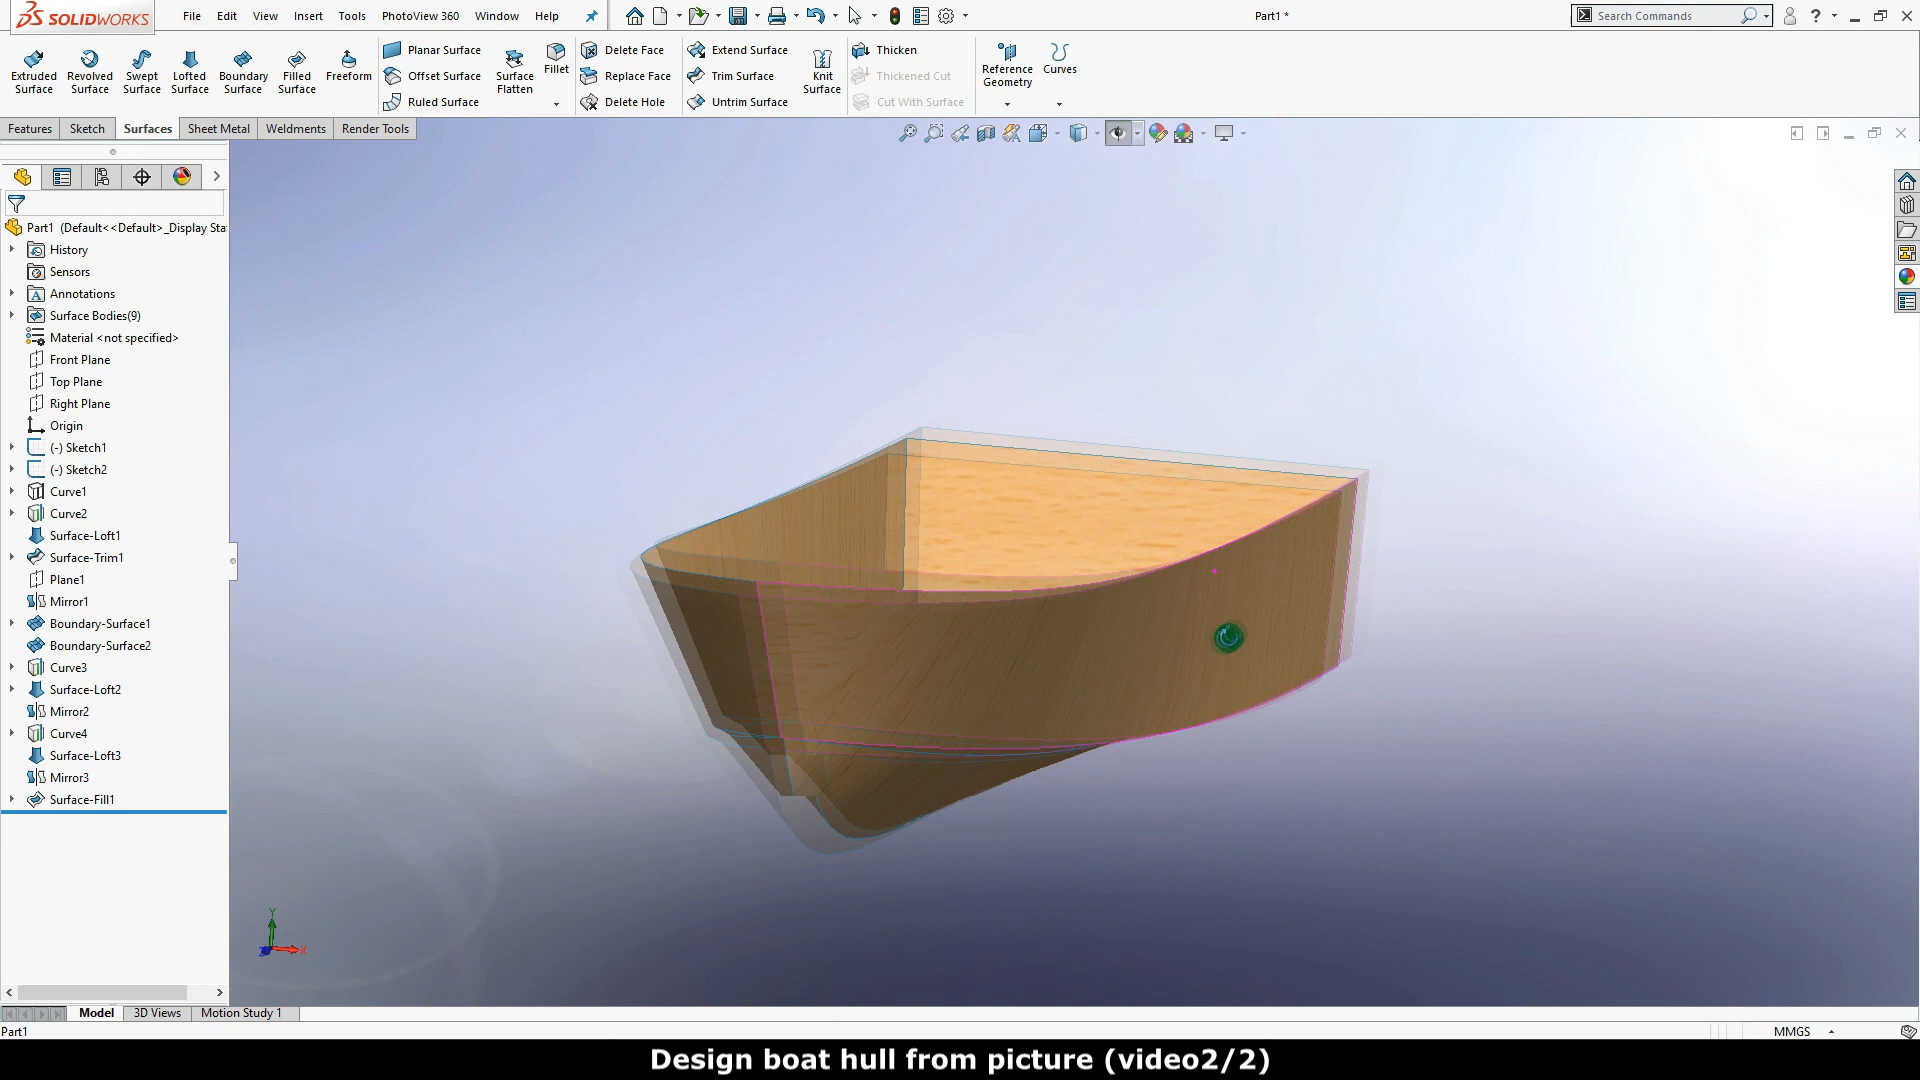 SOLIDWORKS File Edit View Insert Tools PhotoView 360 Window Help Part1 * Search Commands
Extruded Surface
Revolved Surface
Swept Surface
Lofted Surface
Boundary Surface
Filled Surface
Freeform
Planar Surface
Offset Surface
Ruled Surface
Surface Flatten
Fillet
Delete Face
Replace Face
Delete Hole
Extend Surface
Trim Surface
Untrim Surface
Knit Surface
Thicken
Thickened Cut
Cut With Surface
Reference Geometry
Curves
Features Sketch Surfaces Sheet Metal Weldments Render Tools
Part1 (Default<<Default>_Display Sta
History
Sensors
Annotations
Surface Bodies(9)
Material <not specified>
Front Plane
Top Plane
Right Plane
Origin
(-) Sketch1
(-) Sketch2
Curve1
Curve2
Surface-Loft1
Surface-Trim1
Plane1
Mirror1
Boundary-Surface1
Boundary-Surface2
Curve3
Surface-Loft2
Mirror2
Curve4
Surface-Loft3
Mirror3
Surface-Fill1
Y
X
Z
Model 3D Views Motion Study 1
Part1 MMGS
Design boat hull from picture (video2/2)